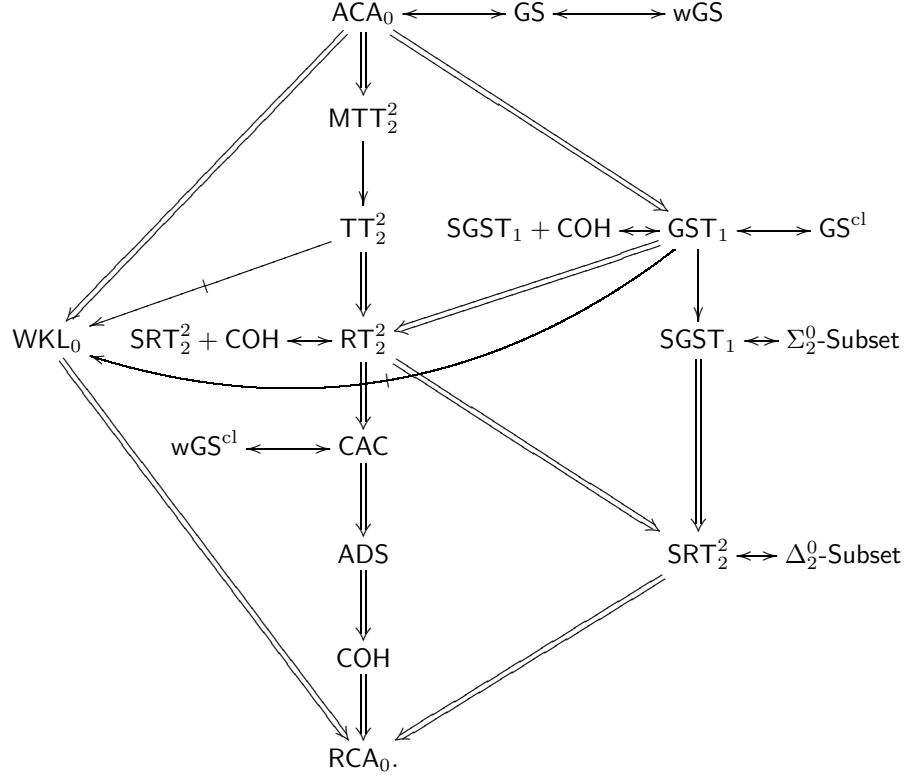 ACA₀ GS wGS
MTT²₂
TT²₂ SGST₁ + COH GST₁ GS^cl
WKL₀ SRT²₂ + COH RT²₂ SGST₁ Σ⁰₂-Subset
wGS^cl CAC
ADS SRT²₂ Δ⁰₂-Subset
COH
RCA₀.